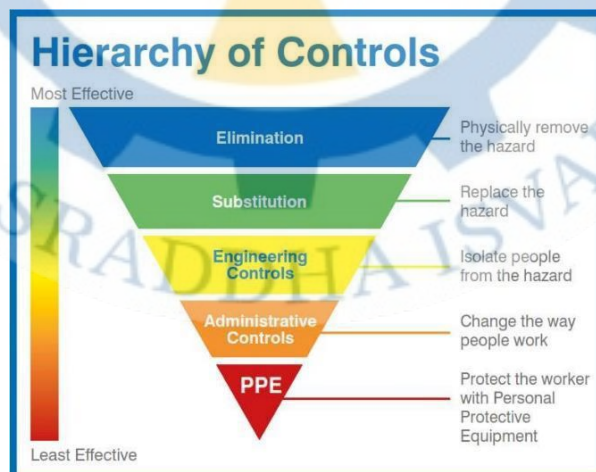 Hierarchy of Controls
Most Effective
Elimination
Physically remove
the hazard
Substitution
Replace the
hazard
Engineering
Controls
Isolate people
from the hazard
Administrative
Controls
Change the way
people work
PPE
Protect the worker
with Personal
Protective
Equipment
Least Effective
SRADDHA ISVA